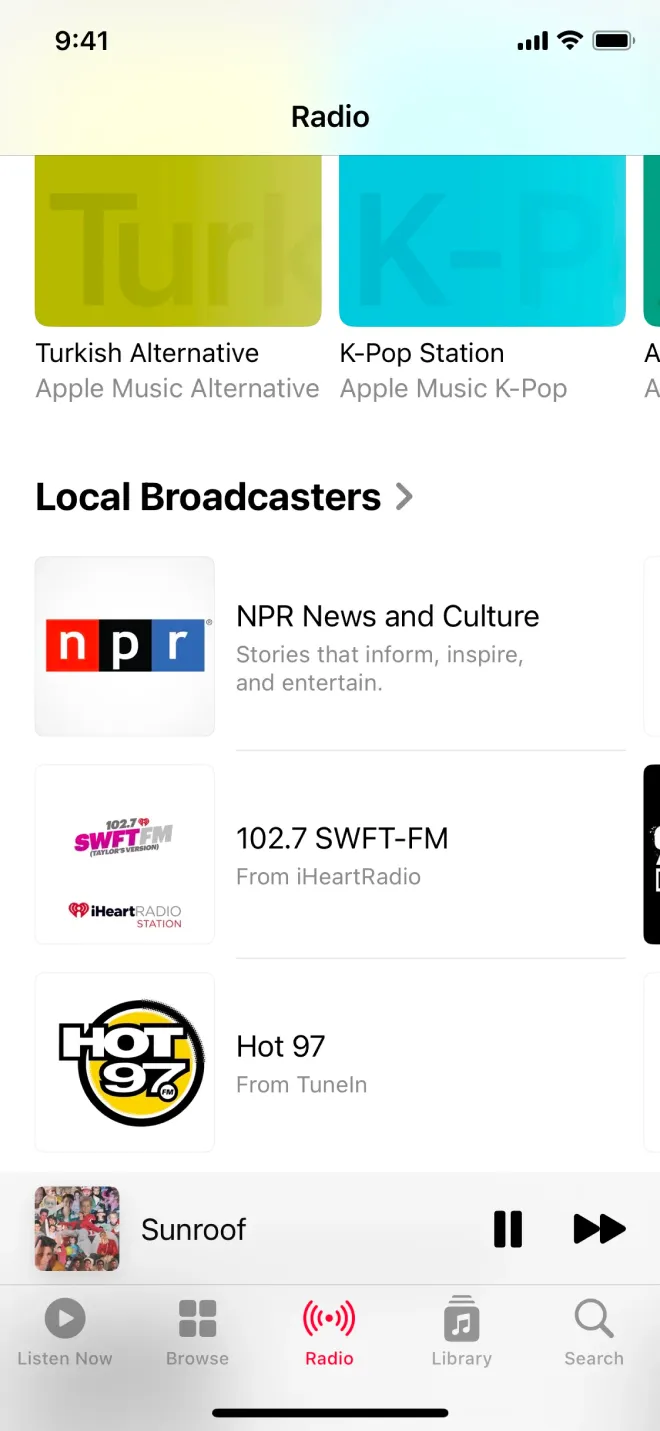 9:41
Radio
Turk
K-P
Turkish Alternative
Apple Music Alternative
K-Pop Station
Apple Music K-Pop
A
A
Local Broadcasters
npr®
NPR News and Culture
Stories that inform, inspire,
and entertain.
102.7
SWFTFM
(TAYLOR'S VERSION)
iHeartRADIO
STATION
102.7 SWFT-FM
From iHeartRadio
HOT
97
FM
Hot 97
From TuneIn
Sunroof
Listen Now
Browse
Radio
Library
Search